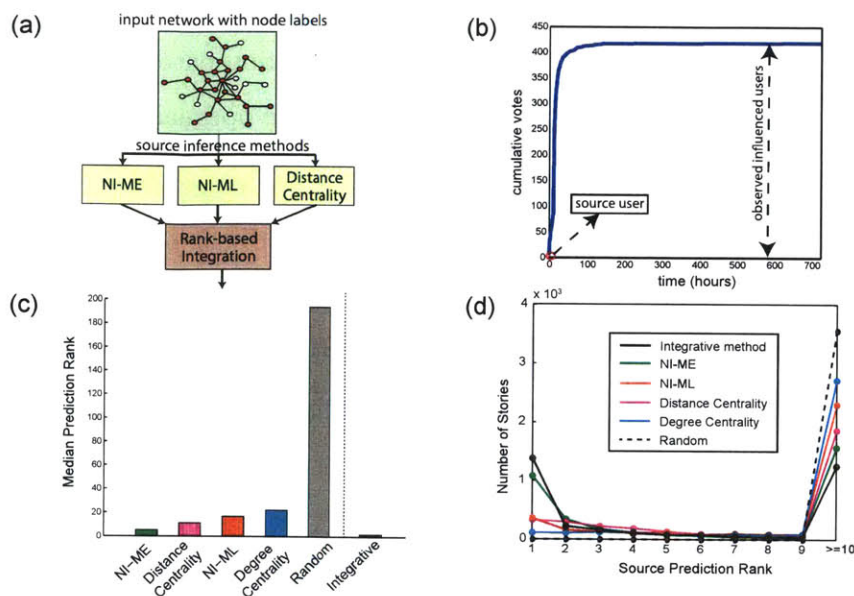 (a)
input network with node labels
source inference methods
NI-ME
NI-ML
Distance
Centrality
Rank-based
Integration
(b)
cumulative votes
450
400
350
300
250
200
150
100
50
0
source user
observed influenced users
0 100 200 300 400 500 600 700
time (hours)
(c)
Median Prediction Rank
200
180
160
140
120
100
80
60
40
20
0
NI-ME
Distance
Centrality
NI-ML
Degree
Centrality
Random
Integrative
(d)
x 10³
Number of Stories
4
3
2
1
0
Integrative method
NI-ME
NI-ML
Distance Centrality
Degree Centrality
Random
1 2 3 4 5 6 7 8 9 >=10
Source Prediction Rank